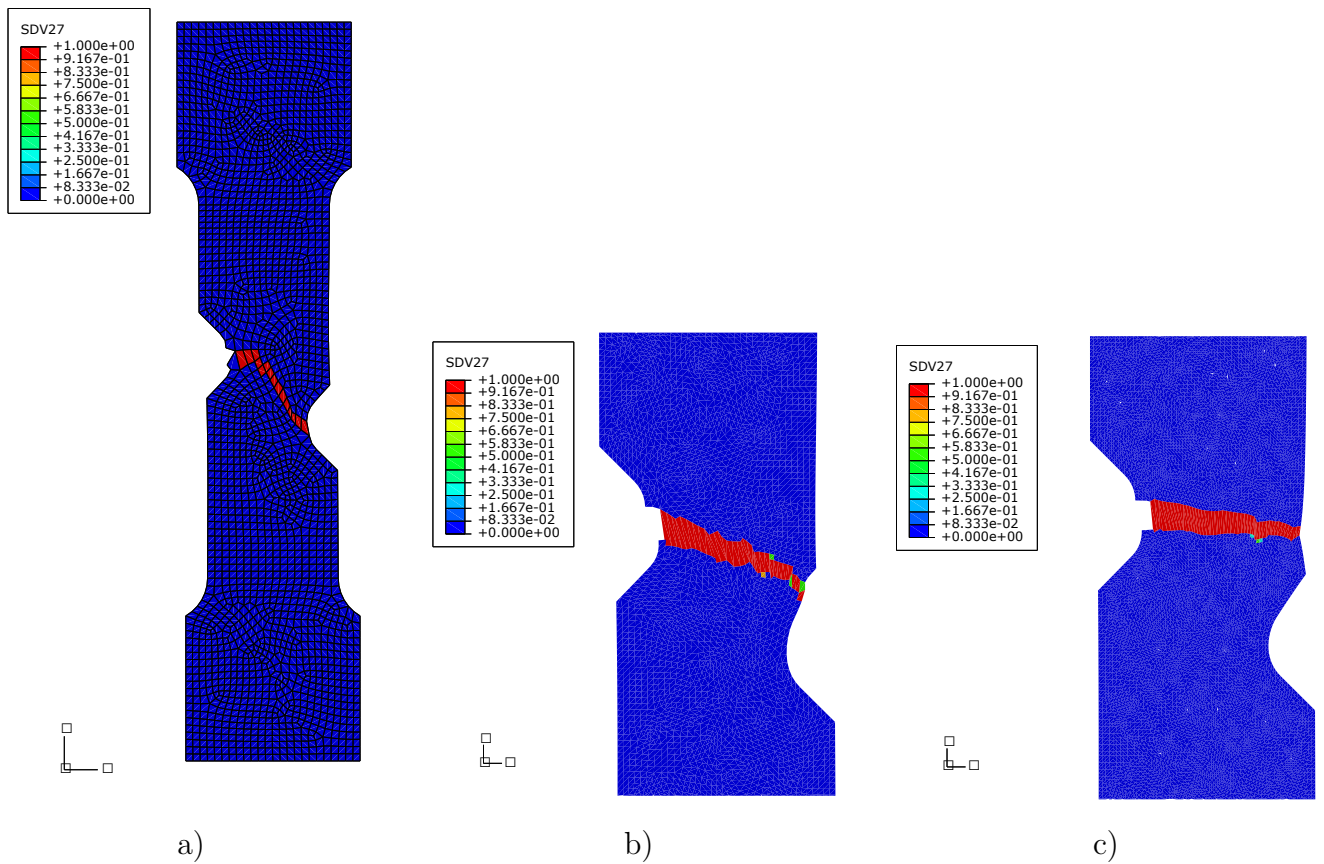 SDV27
+1.000e+00
+9.167e-01
+8.333e-01
+7.500e-01
+6.667e-01
+5.833e-01
+5.000e-01
+4.167e-01
+3.333e-01
+2.500e-01
+1.667e-01
+8.333e-02
+0.000e+00
SDV27
+1.000e+00
+9.167e-01
+8.333e-01
+7.500e-01
+6.667e-01
+5.833e-01
+5.000e-01
+4.167e-01
+3.333e-01
+2.500e-01
+1.667e-01
+8.333e-02
+0.000e+00
SDV27
+1.000e+00
+9.167e-01
+8.333e-01
+7.500e-01
+6.667e-01
+5.833e-01
+5.000e-01
+4.167e-01
+3.333e-01
+2.500e-01
+1.667e-01
+8.333e-02
+0.000e+00
a)
b)
c)